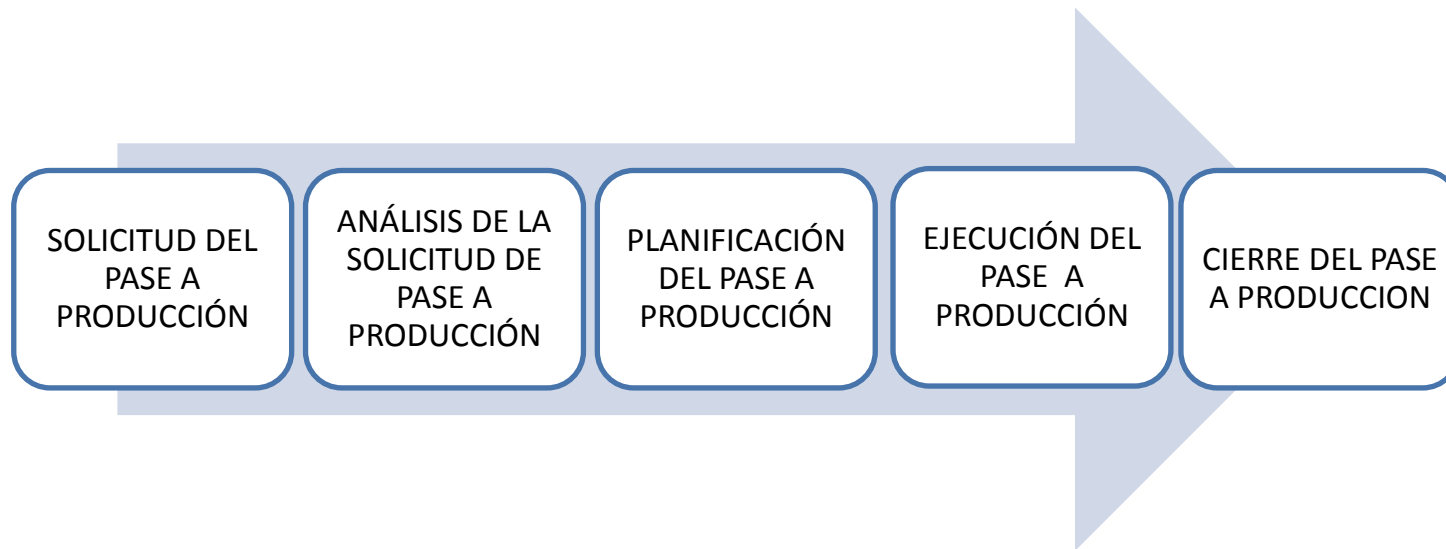 SOLICITUD DEL
PASE A
PRODUCCIÓN
ANÁLISIS DE LA
SOLICITUD DE
PASE A
PRODUCCIÓN
PLANIFICACIÓN
DEL PASE A
PRODUCCIÓN
EJECUCIÓN DEL
PASE A
PRODUCCIÓN
CIERRE DEL PASE
A PRODUCCION